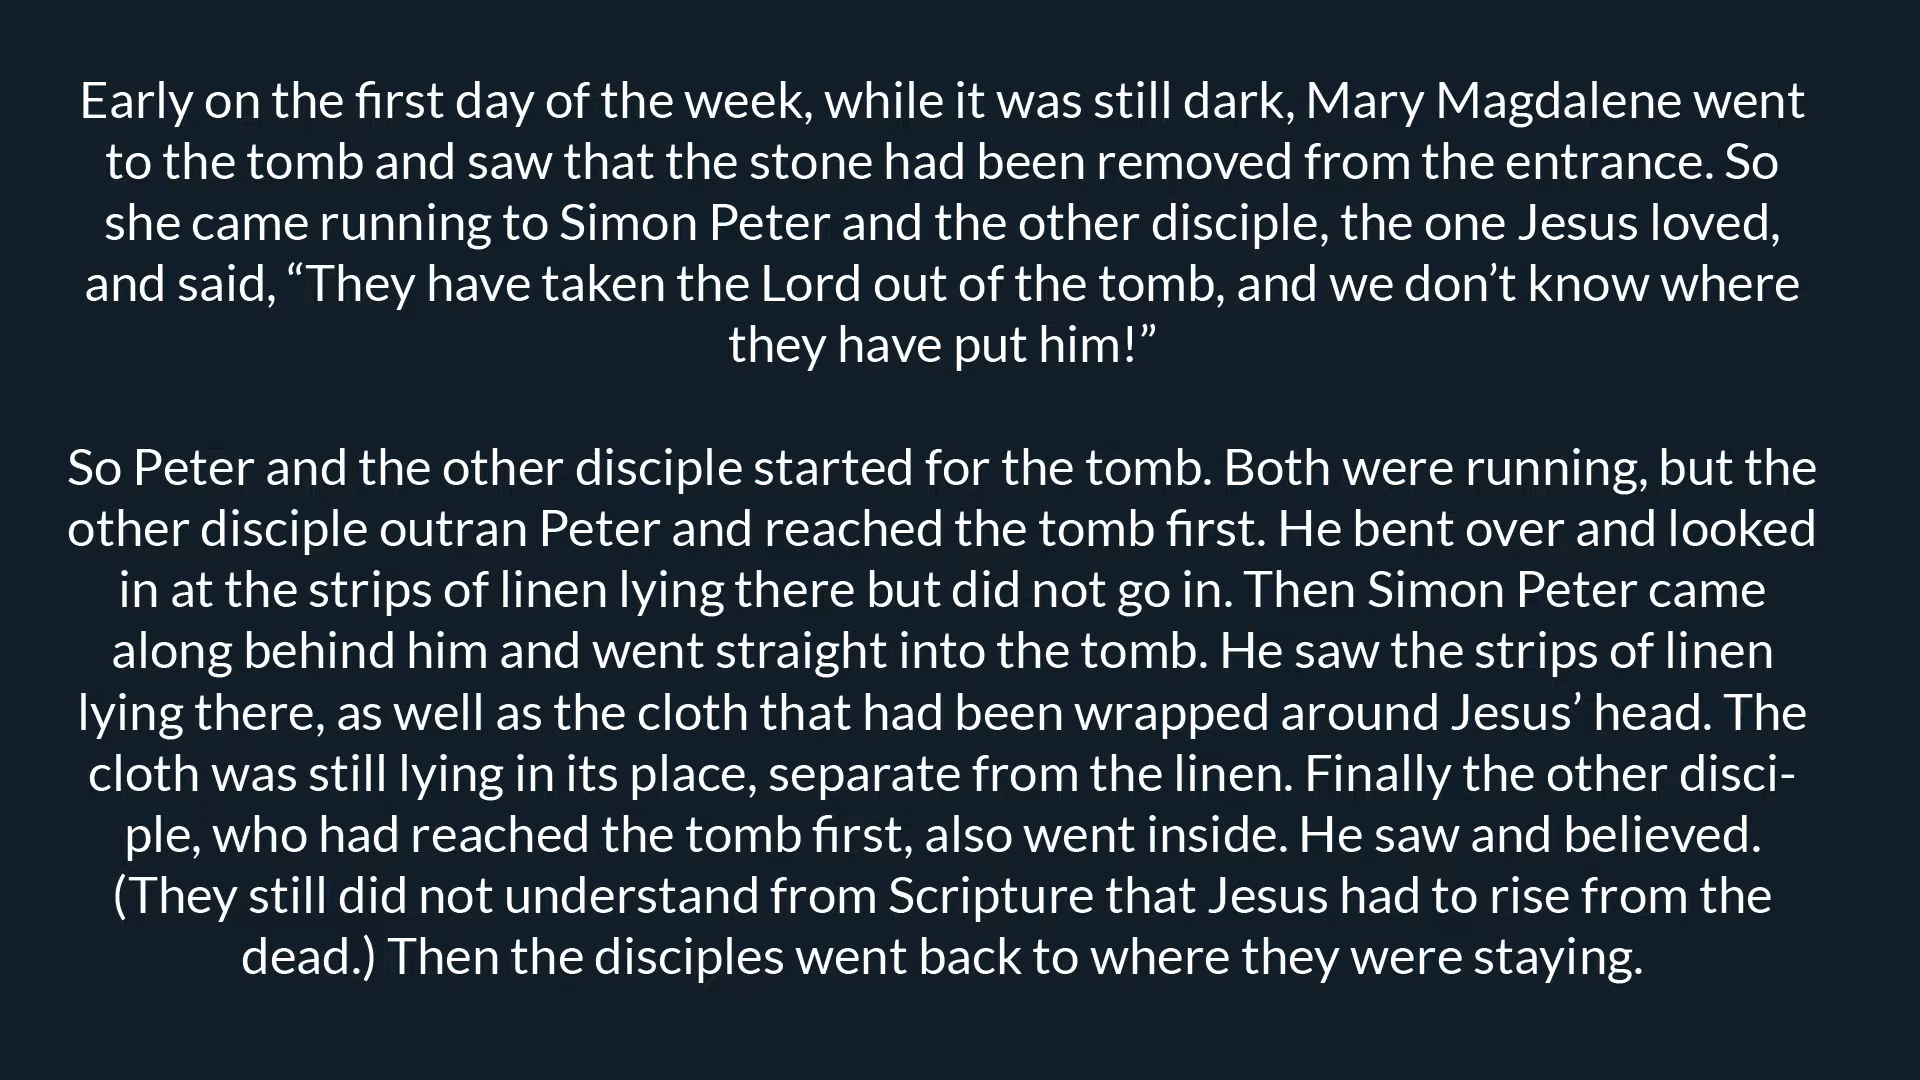 Early on the first day of the week, while it was still dark, Mary Magdalene went
to the tomb and saw that the stone had been removed from the entrance. So
she came running to Simon Peter and the other disciple, the one Jesus loved,
and said, “They have taken the Lord out of the tomb, and we don’t know where
they have put him!”
So Peter and the other disciple started for the tomb. Both were running, but the
other disciple outran Peter and reached the tomb first. He bent over and looked
in at the strips of linen lying there but did not go in. Then Simon Peter came
along behind him and went straight into the tomb. He saw the strips of linen
lying there, as well as the cloth that had been wrapped around Jesus’ head. The
cloth was still lying in its place, separate from the linen. Finally the other disci-
ple, who had reached the tomb first, also went inside. He saw and believed.
(They still did not understand from Scripture that Jesus had to rise from the
dead.) Then the disciples went back to where they were staying.